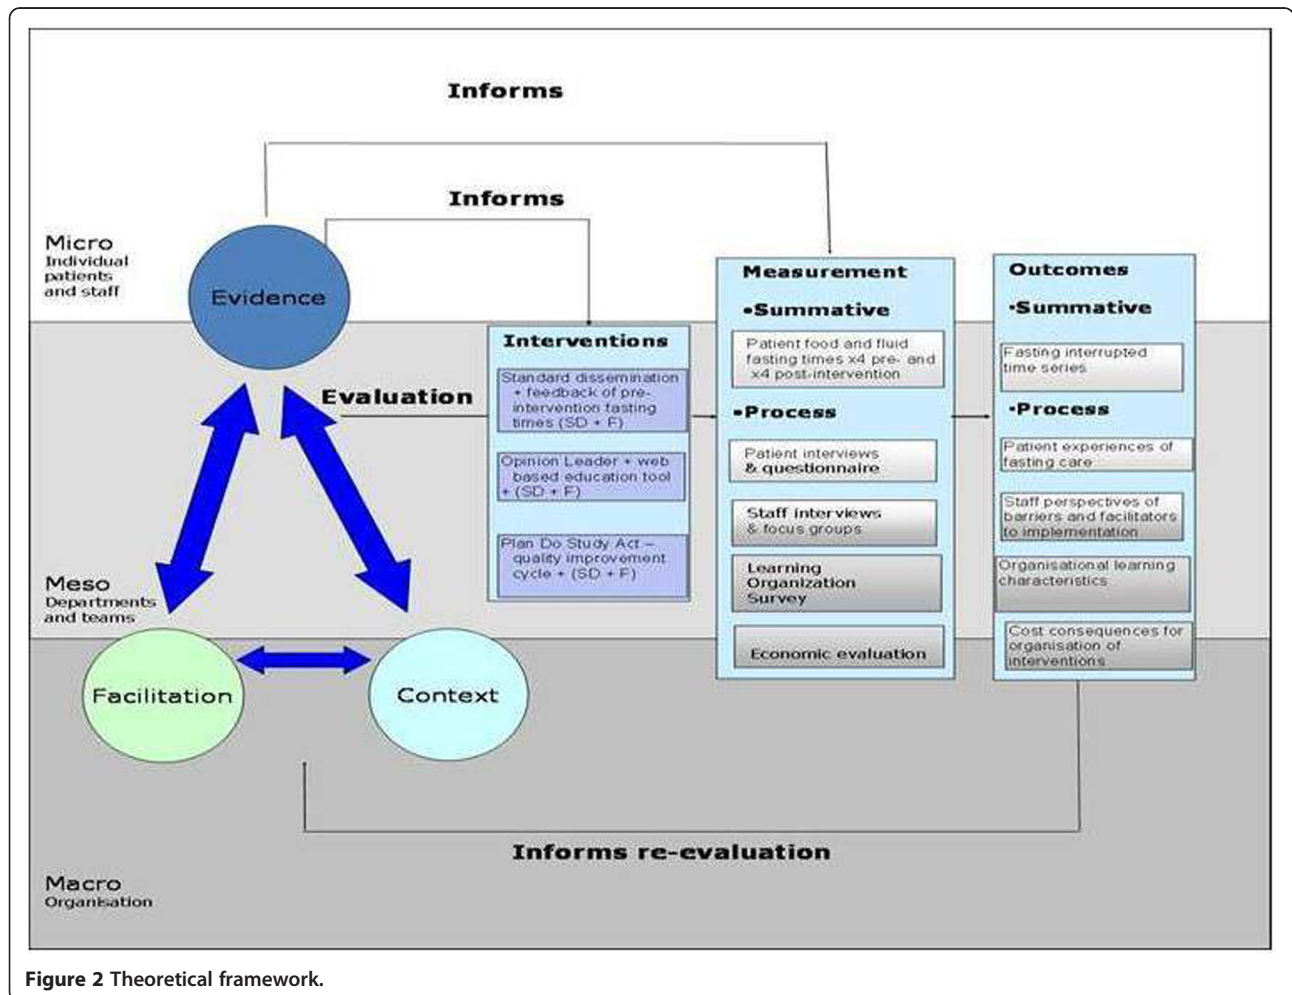 Informs
Informs
Micro
Individual
patients
and staff
Evidence
Evaluation
Interventions
Standard dissemination
+ feedback of pre-
intervention fasting
times (SD + F)
Opinion Leader + web
based education tool
+ (SD + F)
Plan Do Study Act –
quality improvement
cycle + (SD + F)
Measurement
•Summative
Patient food and fluid
fasting times x4 pre- and
x4 post-intervention
•Process
Patient interviews
& questionnaire
Staff interviews
& focus groups
Learning
Organization
Survey
Economic evaluation
Outcomes
•Summative
Fasting interrupted
time series
•Process
Patient experiences of
fasting care
Staff perspectives of
barriers and facilitators
to implementation
Organisational learning
characteristics
Cost consequences for
organisation of
interventions
Meso
Departments
and teams
Facilitation
Context
Informs re-evaluation
Macro
Organisation
Figure 2 Theoretical framework.